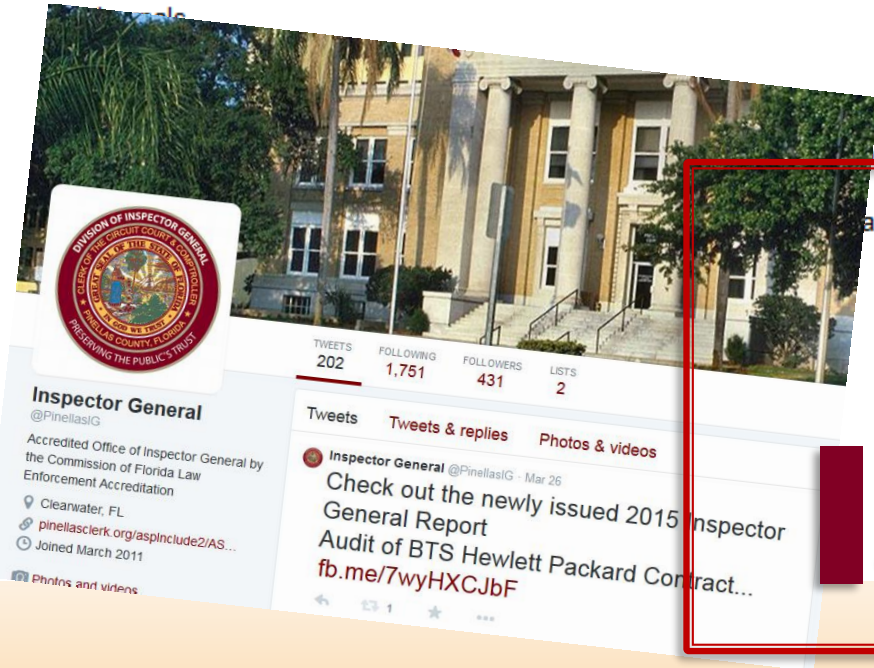 DIVISION OF INSPECTOR GENERAL
CLERK OF THE CIRCUIT COURT & COMPTROLLER
GREAT SEAL OF THE STATE OF FLORIDA
IN GOD WE TRUST
PINELLAS COUNTY, FLORIDA
PRESERVING THE PUBLIC'S TRUST
TWEETS
202
FOLLOWING
1,751
FOLLOWERS
431
LISTS
2
Inspector General
@PinellasIG
Accredited Office of Inspector General by
the Commission of Florida Law
Enforcement Accreditation
Clearwater, FL
pinellasclerk.org/aspInclude2/AS...
Joined March 2011
Photos and videos
Tweets
Tweets & replies
Photos & videos
Inspector General @PinellasIG · Mar 26
Check out the newly issued 2015 Inspector
General Report
Audit of BTS Hewlett Packard Contract...
fb.me/7wyHXCJbF
1